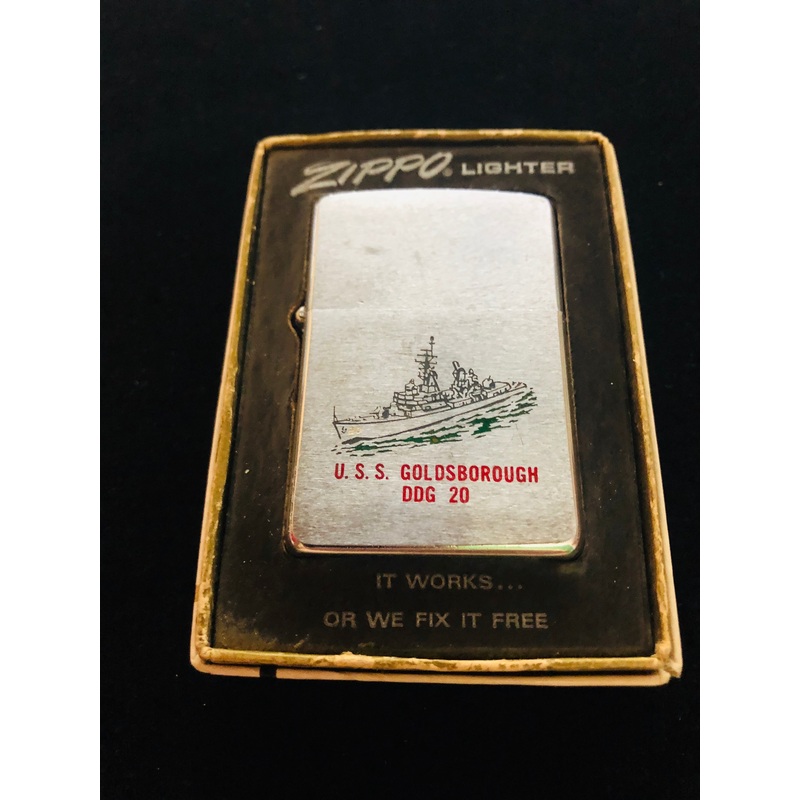 ZIPPO® LIGHTER
U.S.S. GOLDSBOROUGH
DDG 20
IT WORKS...
OR WE FIX IT FREE